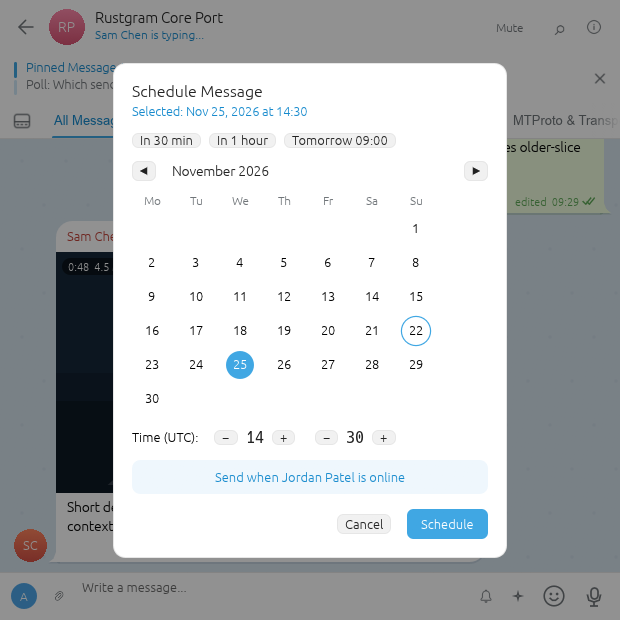 RP
Rustgram Core Port
Sam Chen is typing...
Mute
Pinned Message
Poll: Which send
All Messag
MTProto & Transp
es older-slice
edited 09:29
Sam Che
0:48 4.5
Short de
context
SC
A
Write a message...
Schedule Message
Selected: Nov 25, 2026 at 14:30
In 30 min
In 1 hour
Tomorrow 09:00
◀ November 2026 ▶
Mo Tu We Th Fr Sa Su
1
2 3 4 5 6 7 8
9 10 11 12 13 14 15
16 17 18 19 20 21 22
23 24 25 26 27 28 29
30
Time (UTC): − 14 + − 30 +
Send when Jordan Patel is online
Cancel
Schedule